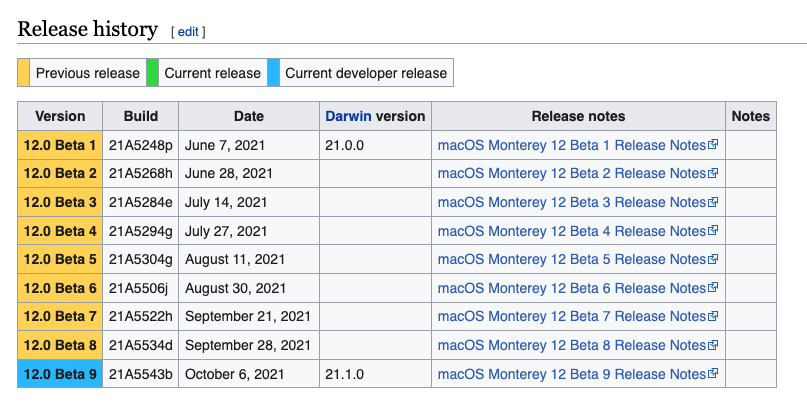 Release history [ edit ]
Previous release Current release Current developer release
Version Build Date Darwin version Release notes Notes
12.0 Beta 1 21A5248p June 7, 2021 21.0.0 macOS Monterey 12 Beta 1 Release Notes
12.0 Beta 2 21A5268h June 28, 2021 macOS Monterey 12 Beta 2 Release Notes
12.0 Beta 3 21A5284e July 14, 2021 macOS Monterey 12 Beta 3 Release Notes
12.0 Beta 4 21A5294g July 27, 2021 macOS Monterey 12 Beta 4 Release Notes
12.0 Beta 5 21A5304g August 11, 2021 macOS Monterey 12 Beta 5 Release Notes
12.0 Beta 6 21A5506j August 30, 2021 macOS Monterey 12 Beta 6 Release Notes
12.0 Beta 7 21A5522h September 21, 2021 macOS Monterey 12 Beta 7 Release Notes
12.0 Beta 8 21A5534d September 28, 2021 macOS Monterey 12 Beta 8 Release Notes
12.0 Beta 9 21A5543b October 6, 2021 21.1.0 macOS Monterey 12 Beta 9 Release Notes